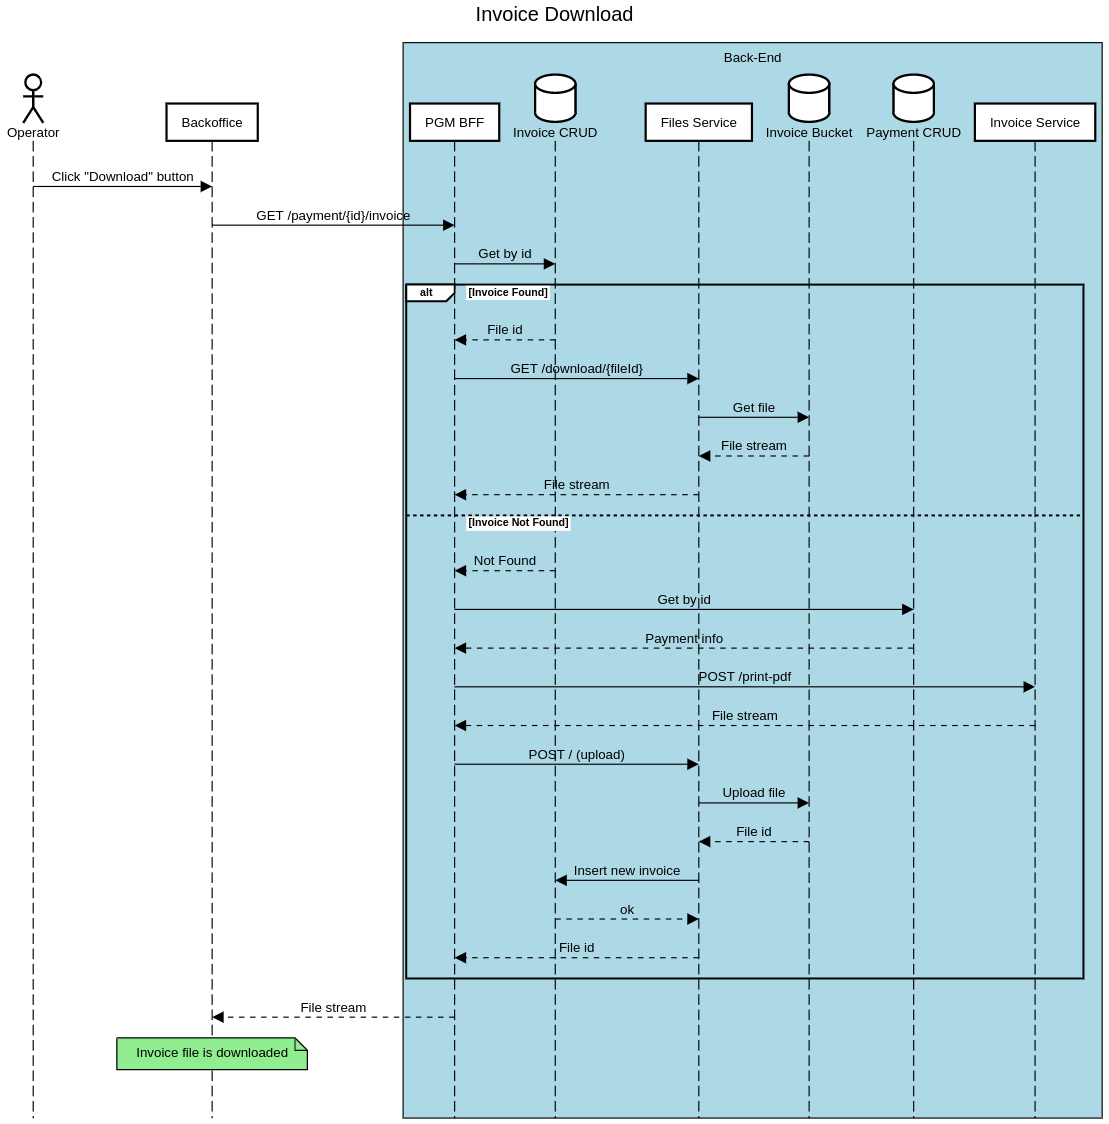 Invoice Download
Back-End
Operator
Backoffice
PGM BFF
Invoice CRUD
Files Service
Invoice Bucket
Payment CRUD
Invoice Service
Click "Download" button
GET /payment/{id}/invoice
Get by id
alt
[Invoice Found]
File id
GET /download/{fileId}
Get file
File stream
File stream
[Invoice Not Found]
Not Found
Get by id
Payment info
POST /print-pdf
File stream
POST / (upload)
Upload file
File id
Insert new invoice
ok
File id
File stream
Invoice file is downloaded